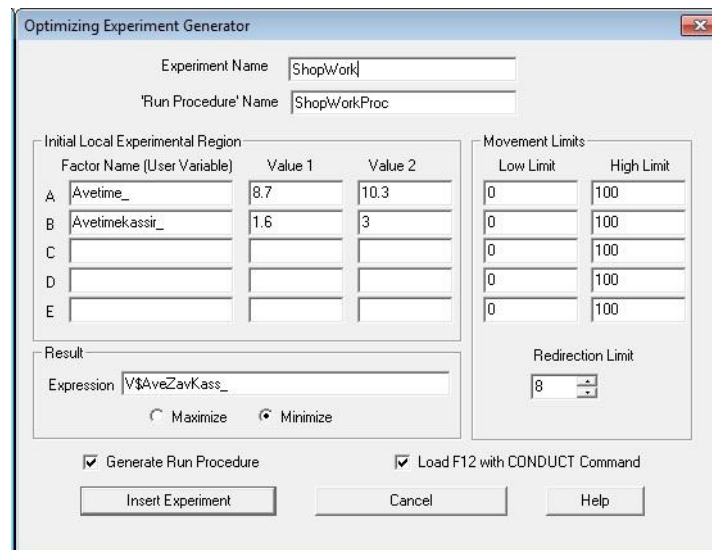 Optimizing Experiment Generator
Experiment Name ShopWork
'Run Procedure' Name ShopWorkProc
Initial Local Experimental Region
Factor Name (User Variable) Value 1 Value 2
A Avetime_ 8.7 10.3
B Avetimekassir_ 1.6 3
C
D
E
Movement Limits
Low Limit High Limit
0 100
0 100
0 100
0 100
0 100
Redirection Limit
8
Result
Expression V$AveZavKass_
Maximize Minimize
Generate Run Procedure Load F12 with CONDUCT Command
Insert Experiment Cancel Help